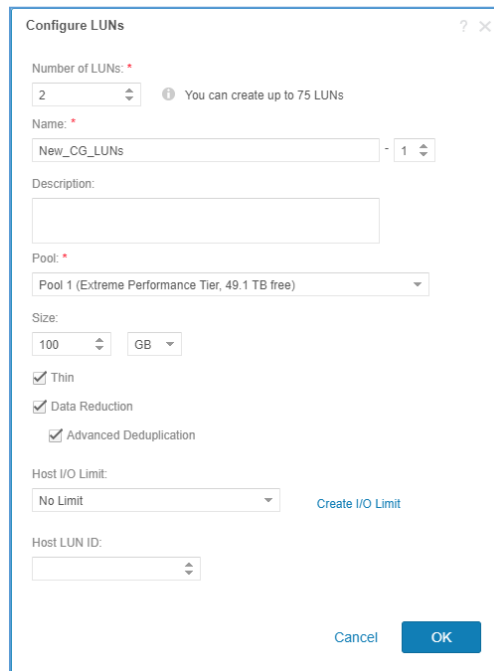 Configure LUNs ? ×
Number of LUNs: *
2 You can create up to 75 LUNs
Name: *
New_CG_LUNs - 1
Description:
Pool: *
Pool 1 (Extreme Performance Tier, 49.1 TB free)
Size:
100 GB
Thin
Data Reduction
Advanced Deduplication
Host I/O Limit:
No Limit Create I/O Limit
Host LUN ID:
Cancel OK